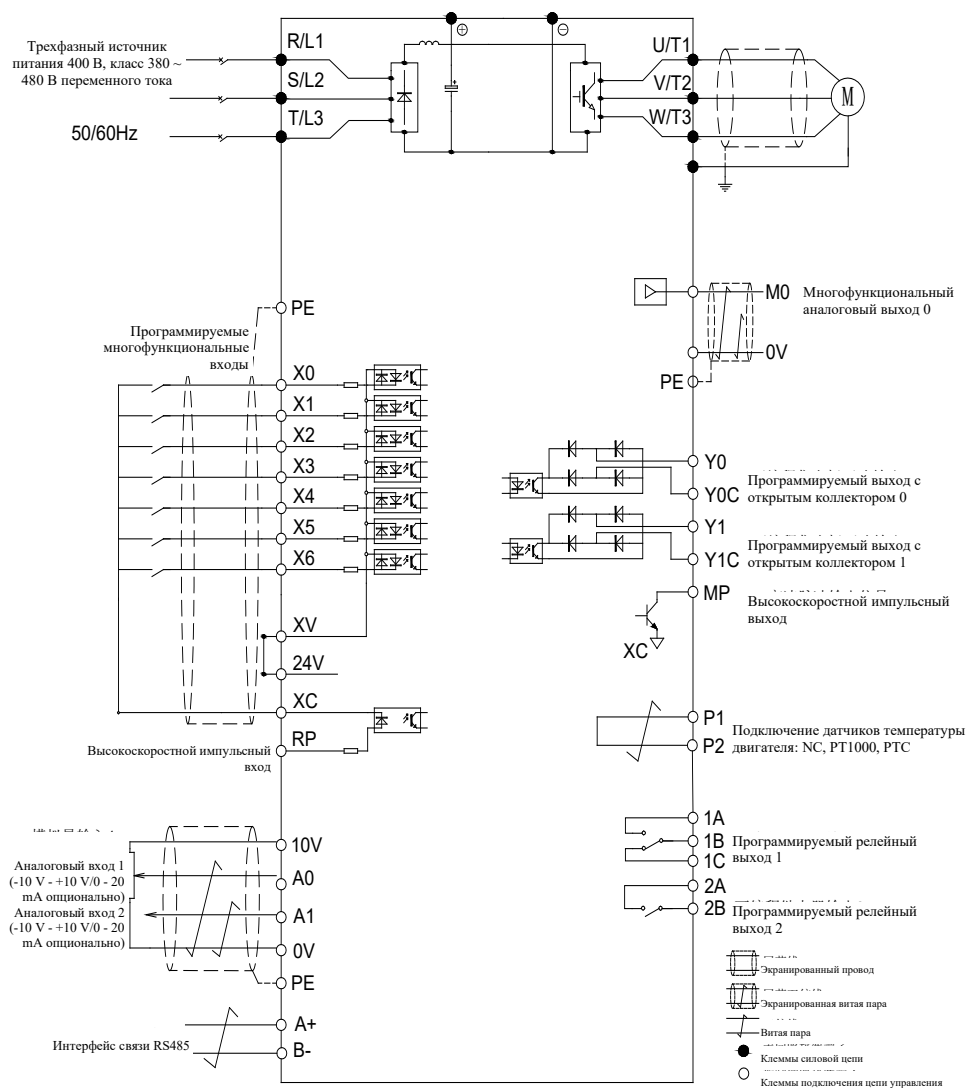 Трехфазный источник
питания 400 В, класс 380 ~
480 В переменного тока
50/60Hz
R/L1
S/L2
T/L3
⊕
⊖
U/T1
V/T2
W/T3
M
PE
Программируемые
многофункциональные
входы
X0
X1
X2
X3
X4
X5
X6
XV
24V
XC
RP
Высокоскоростной импульсный
вход
10V
Аналоговый вход 1
(-10 V - +10 V/0 - 20
mA опционально)
A0
Аналоговый вход 2
(-10 V - +10 V/0 - 20
mA опционально)
A1
0V
PE
A+
Интерфейс связи RS485
B-
M0
Многофункциональный
аналоговый выход 0
0V
PE
Y0
Программируемый выход с
открытым коллектором 0
Y0C
Y1
Программируемый выход с
открытым коллектором 1
Y1C
MP
Высокоскоростной импульсный
выход
XC
P1
Подключение датчиков температуры
двигателя: NC, PT1000, PTC
P2
1A
1B
Программируемый релейный
выход 1
1C
2A
2B
Программируемый релейный
выход 2
Экранированный провод
Экранированная витая пара
Витая пара
Клеммы силовой цепи
Клеммы подключения цепи управления